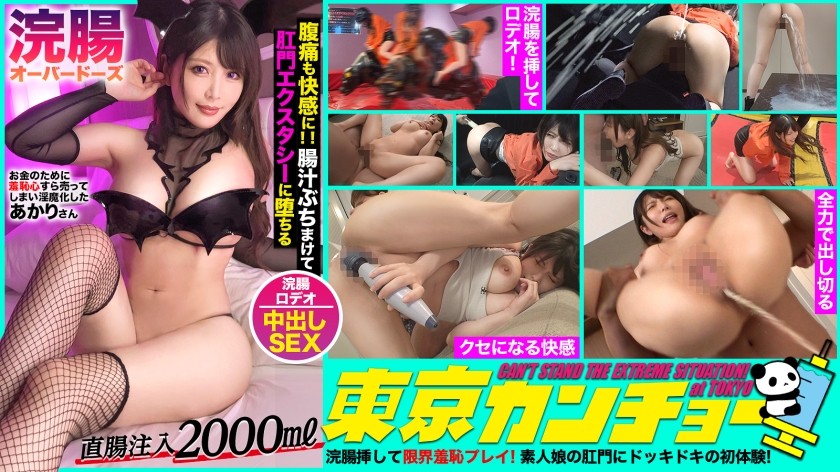 浣腸
オーバードーズ
お金のために
羞恥心すら売って
しまい淫魔化した
あかりさん
腹痛も快感に!!腸汁ぶちまけて
肛門エクスタシーに堕ちる
浣腸
ロデオ
中出し
SEX
直腸注入2000㎖
浣腸を挿して
ロデオ!
クセになる快感
全力で出し切る
CAN'T STAND THE EXTREME SITUATION!
at TOKYO
東京カンチョー
浣腸挿して限界羞恥プレイ!素人娘の肛門にドッキドキの初体験!